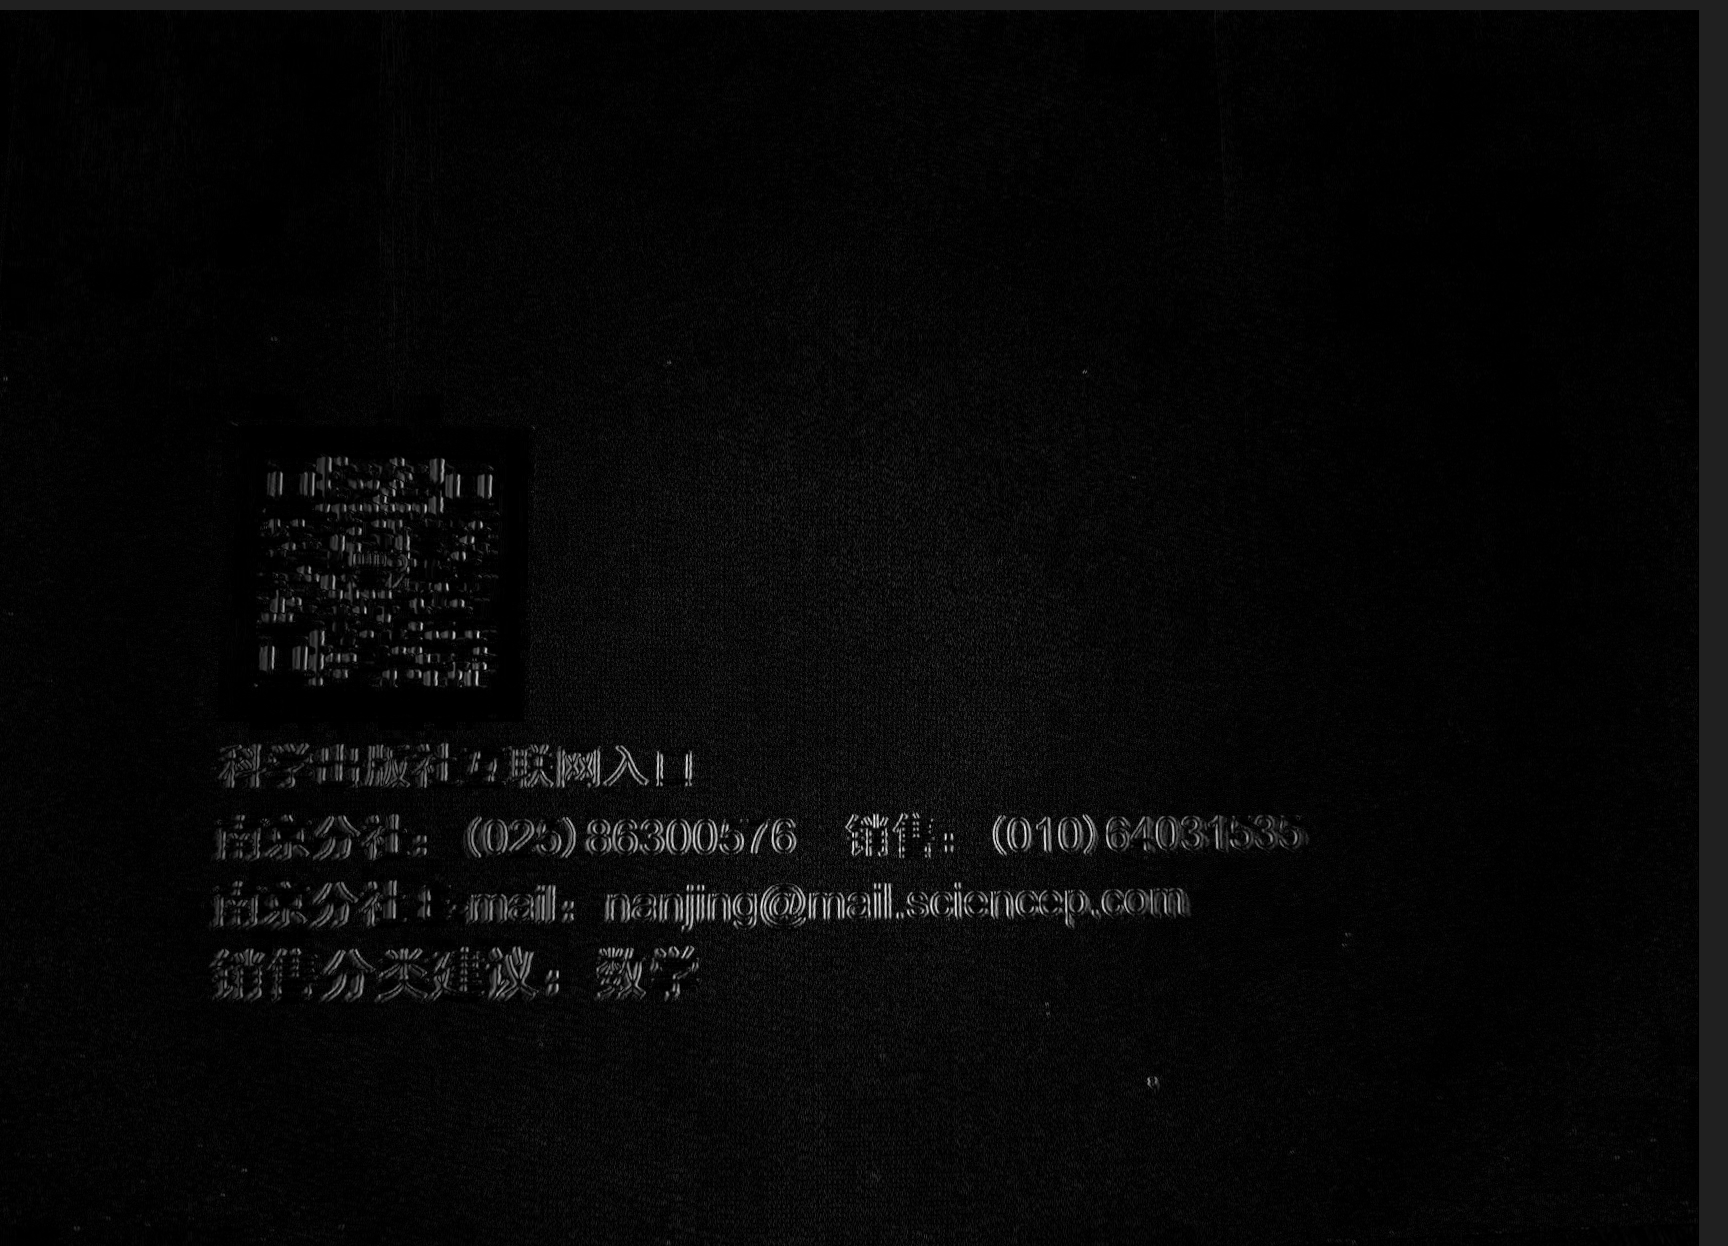 科学出版社互联网入口
南京分社：(025)86300576　销售：(010)64031535
南京分社E-mail：nanjing@mail.sciencep.com
销售分类建议：数学